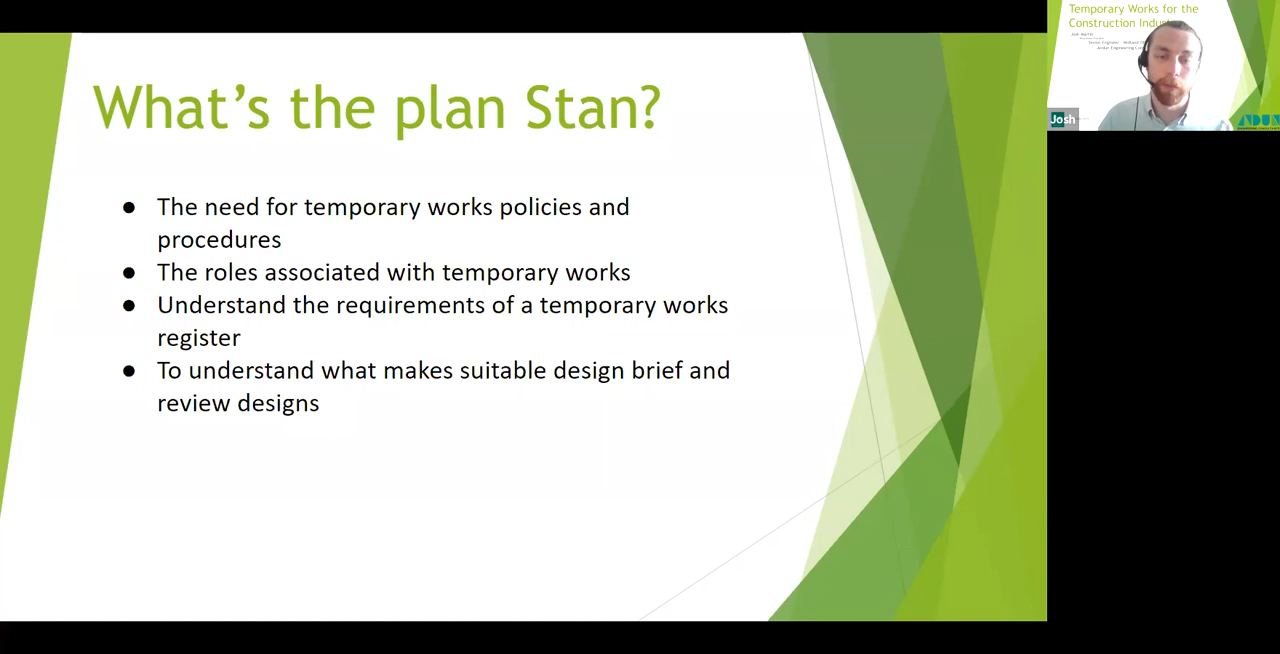 What's the plan Stan?
● The need for temporary works policies and
procedures
● The roles associated with temporary works
● Understand the requirements of a temporary works
register
● To understand what makes suitable design brief and
review designs
Temporary Works for the
Construction
Josh